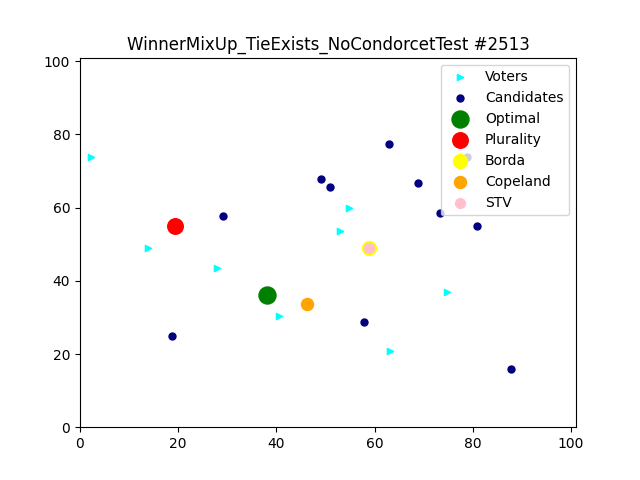 WinnerMixUp_TieExists_NoCondorcetTest #2513
100
80
60
40
20
0
0 20 40 60 80 100
Voters
Candidates
Optimal
Plurality
Borda
Copeland
STV